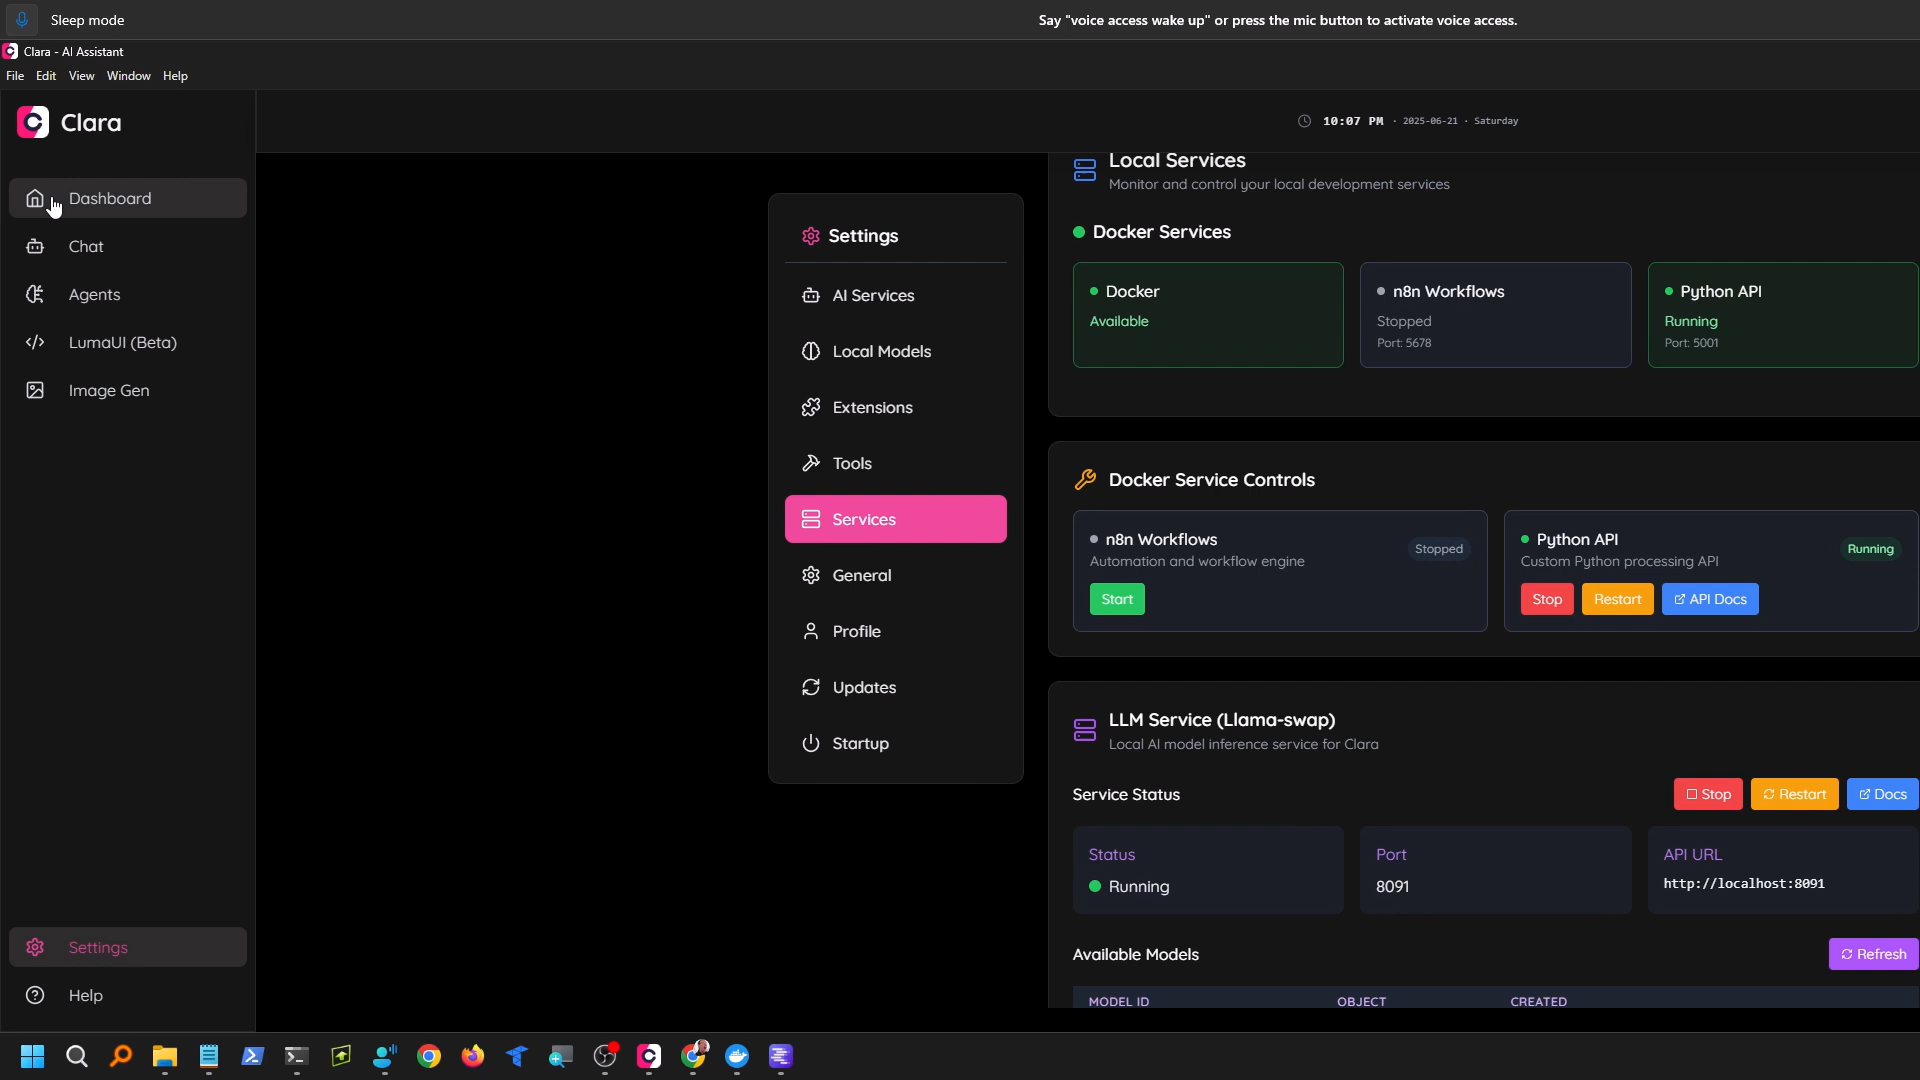 Sleep mode
Say "voice access wake up" or press the mic button to activate voice access.
Clara - AI Assistant
File Edit View Window Help
Clara
10:07 PM · 2025-06-21 · Saturday
Dashboard
Chat
Agents
LumaUI (Beta)
Image Gen
Settings
Help
Settings
AI Services
Local Models
Extensions
Tools
Services
General
Profile
Updates
Startup
Local Services
Monitor and control your local development services
Docker Services
Docker
Available
n8n Workflows
Stopped
Port: 5678
Python API
Running
Port: 5001
Docker Service Controls
n8n Workflows
Automation and workflow engine
Stopped
Start
Python API
Custom Python processing API
Running
Stop Restart API Docs
LLM Service (Llama-swap)
Local AI model inference service for Clara
Service Status
Stop Restart Docs
Status
Running
Port
8091
API URL
http://localhost:8091
Available Models
Refresh
MODEL ID OBJECT CREATED